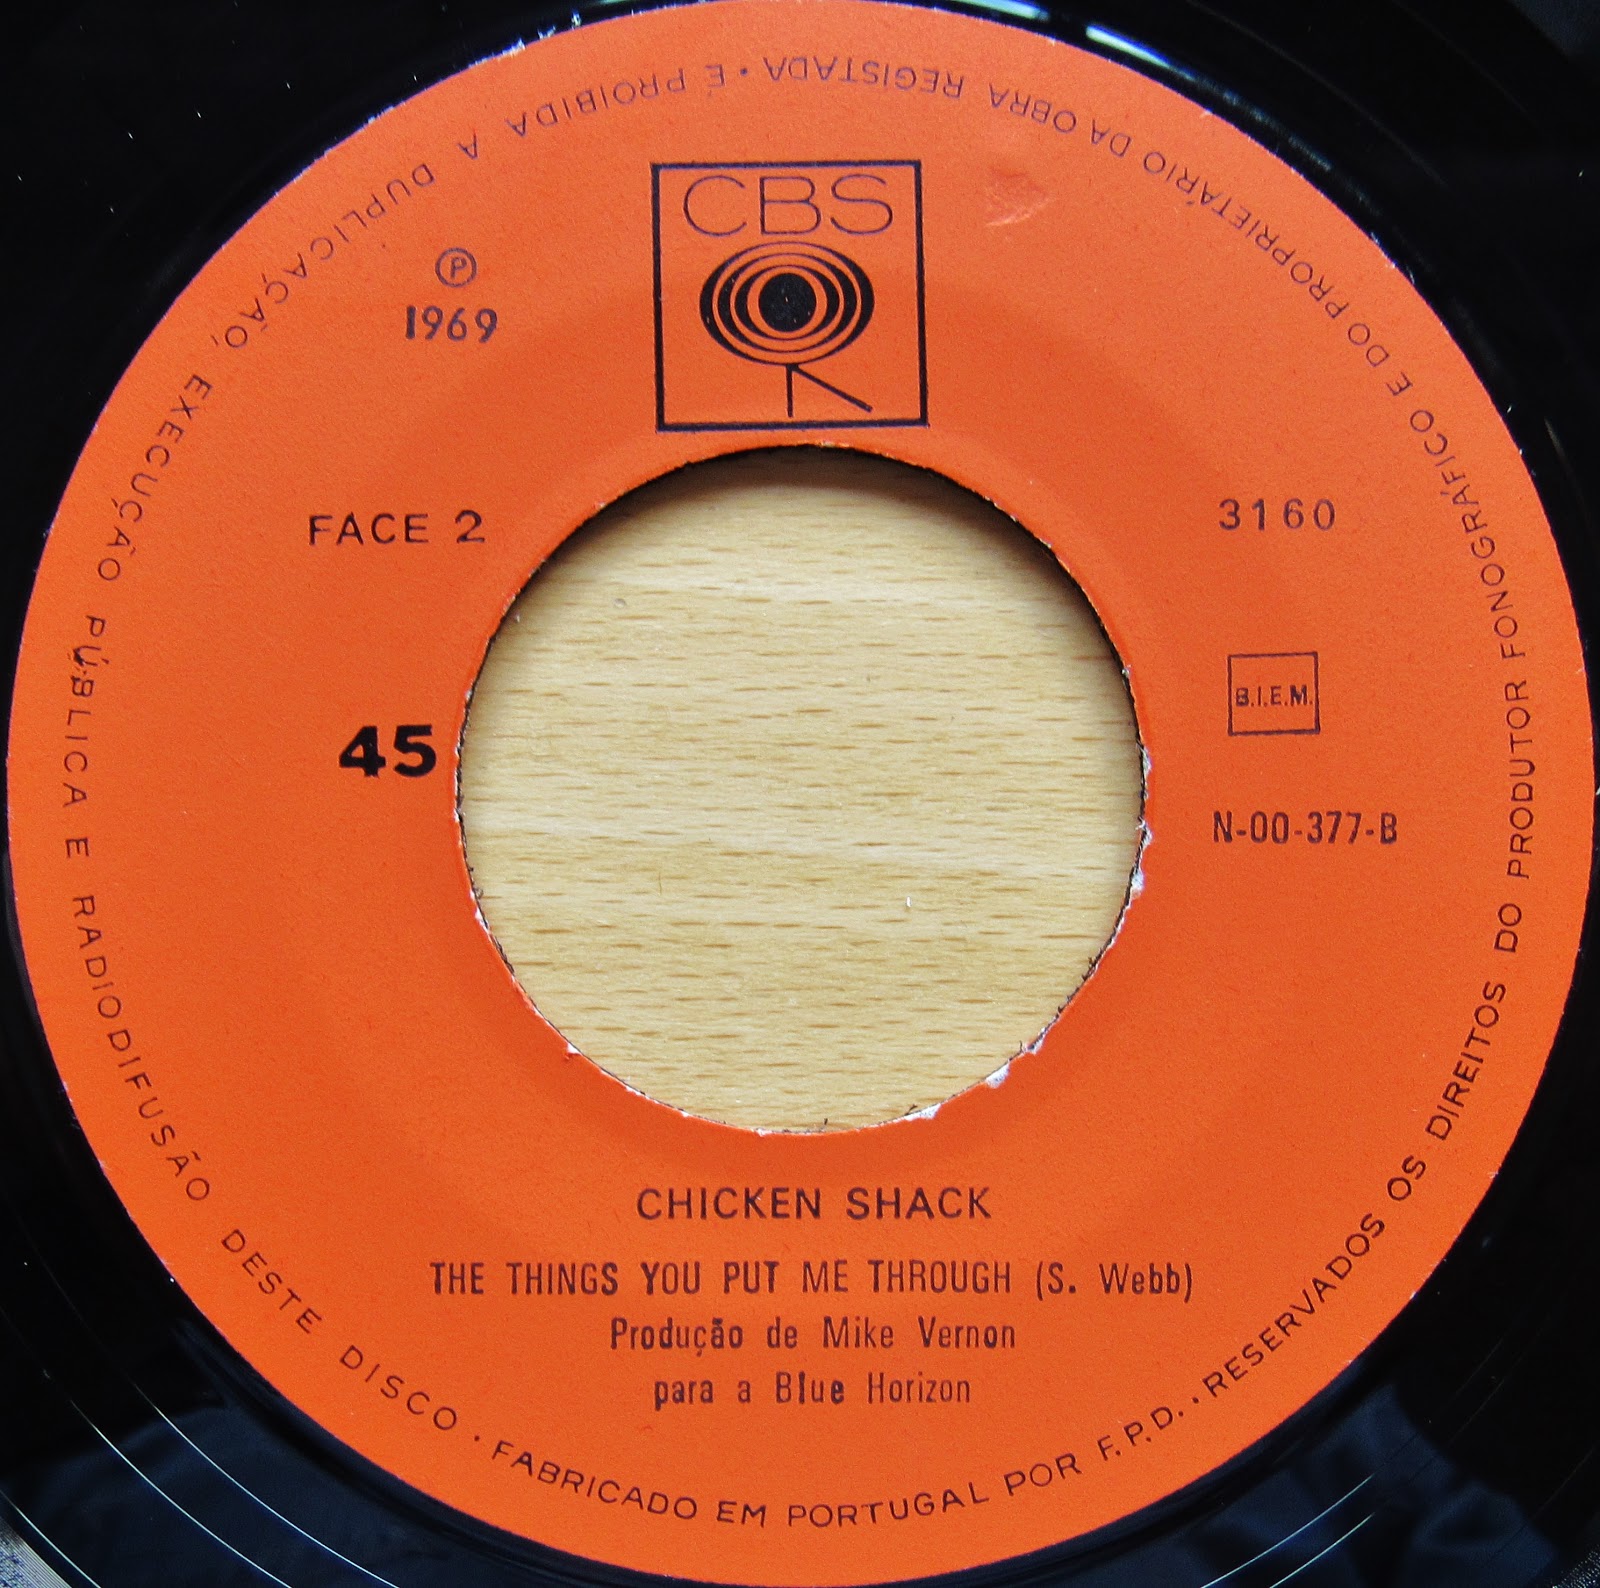 CBS
℗
1969
FACE 2
3160
45
B.I.E.M.
N-00-377-B
CHICKEN SHACK
THE THINGS YOU PUT ME THROUGH (S. Webb)
Produção de Mike Vernon
para a Blue Horizon
FABRICADO EM PORTUGAL POR F.P.D. · RESERVADOS OS DIREITOS DO PRODUTOR FONOGRÁFICO E DO PROPRIETÁRIO DA OBRA REGISTADA · É PROIBIDA A DUPLICAÇÃO, EXECUÇÃO PÚBLICA E RADIODIFUSÃO DESTE DISCO ·